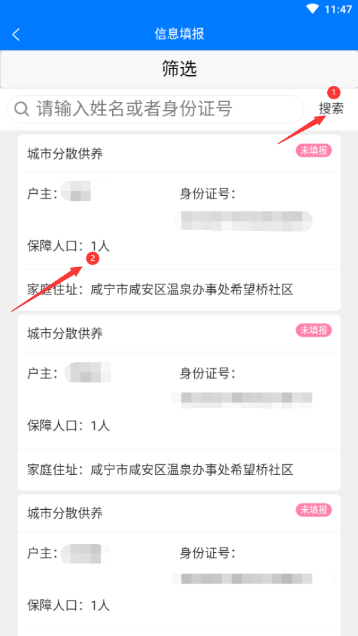 11:47
信息填报
筛选
请输入姓名或者身份证号 搜索
1
城市分散供养 未填报
户主： 身份证号：
保障人口：1人
2
家庭住址：咸宁市咸安区温泉办事处希望桥社区
城市分散供养 未填报
户主： 身份证号：
保障人口：1人
家庭住址：咸宁市咸安区温泉办事处希望桥社区
城市分散供养 未填报
户主： 身份证号：
保障人口：1人